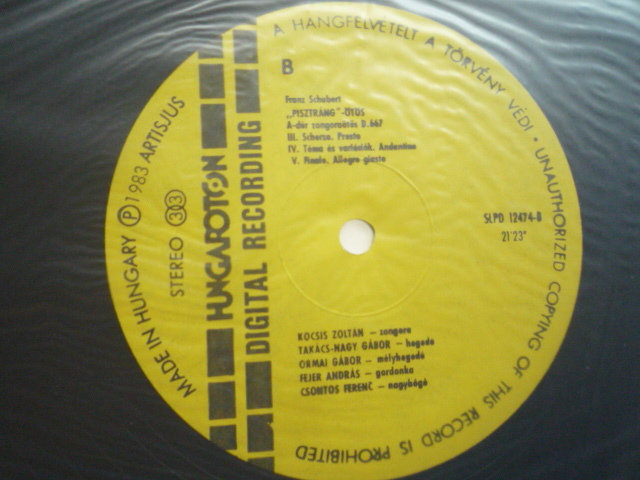 A HANGFELVÉTELT A TÖRVÉNY VÉDI • UNAUTHORIZED COPYING OF THIS RECORD IS PROHIBITED
B
Franz Schubert
„PISZTRÁNG"-ÖTÖS
A-dúr zongoraötös D.667
III. Scherzo. Presto
IV. Téma és variációk. Andantino
V. Finale. Allegro giusto
SLPD 12474-B
21'23"
KOCSIS ZOLTÁN – zongora
TAKÁCS-NAGY GÁBOR – hegedű
ORMAI GÁBOR – mélyhegedű
FEJÉR ANDRÁS – gordonka
CSONTOS FERENC – nagybőgő
HUNGAROTON
DIGITAL RECORDING
STEREO 33
MADE IN HUNGARY Ⓟ 1983 ARTISJUS